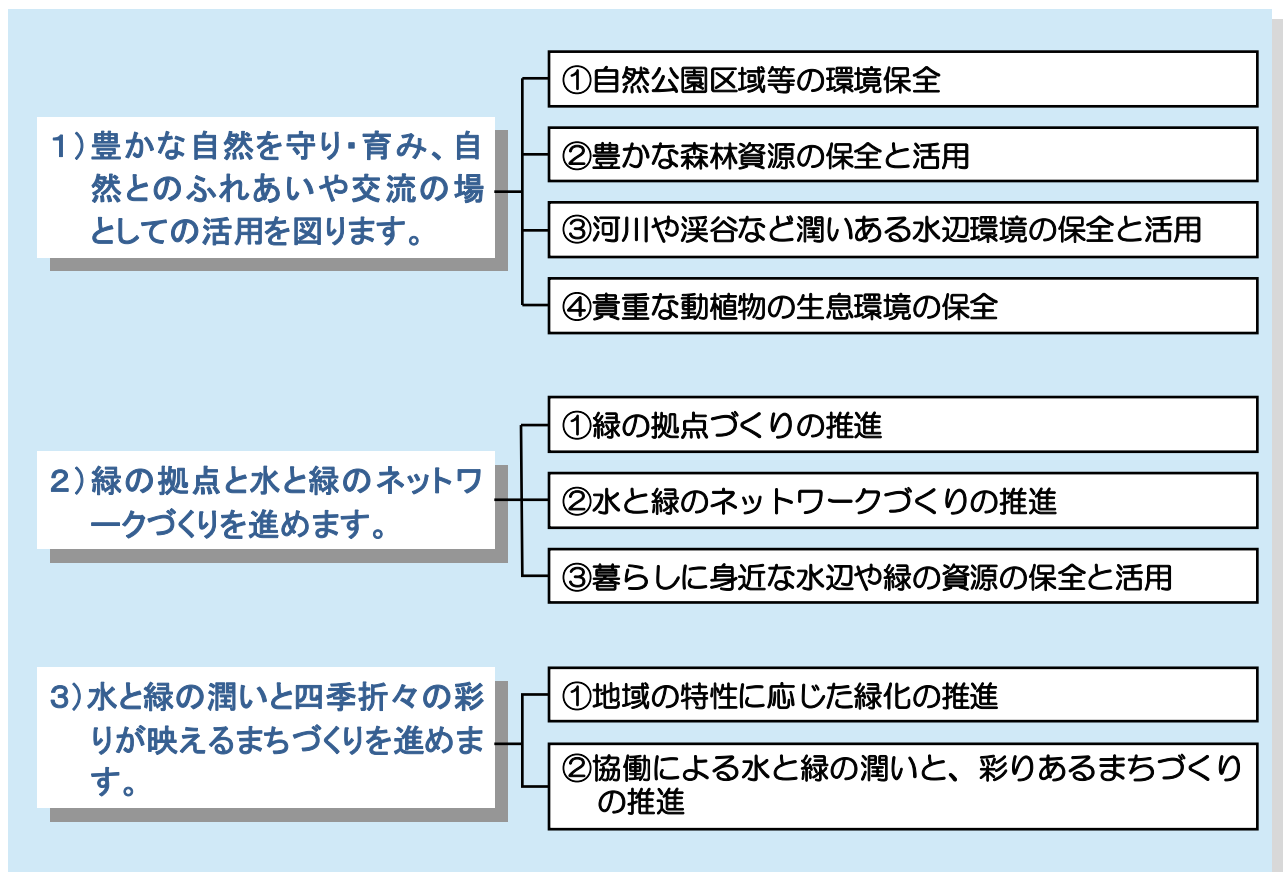 1）豊かな自然を守り・育み、自
然とのふれあいや交流の場
としての活用を図ります。
①自然公園区域等の環境保全
②豊かな森林資源の保全と活用
③河川や渓谷など潤いある水辺環境の保全と活用
④貴重な動植物の生息環境の保全
2）緑の拠点と水と緑のネットワ
ークづくりを進めます。
①緑の拠点づくりの推進
②水と緑のネットワークづくりの推進
③暮らしに身近な水辺や緑の資源の保全と活用
3）水と緑の潤いと四季折々の彩
りが映えるまちづくりを進めま
す。
①地域の特性に応じた緑化の推進
②協働による水と緑の潤いと、彩りあるまちづくり
の推進